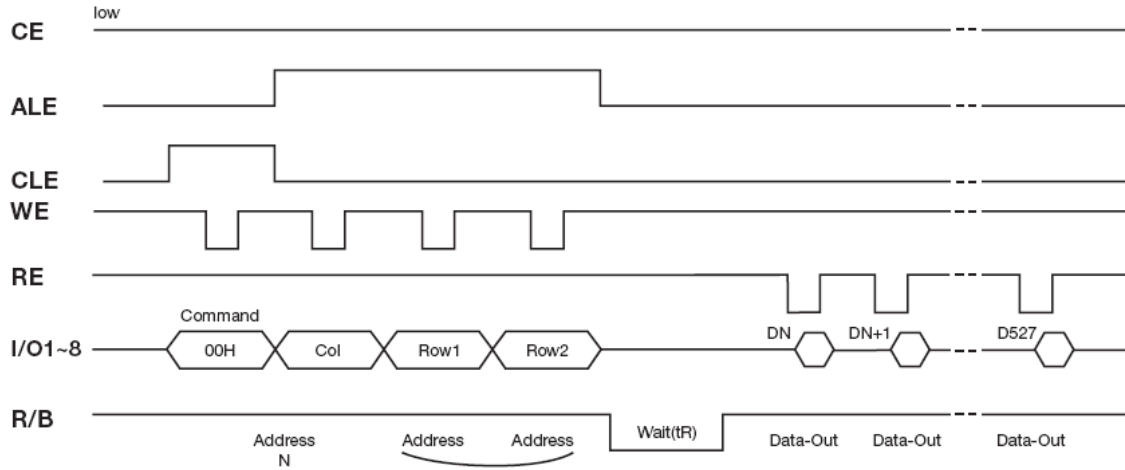 low
CE
ALE
CLE
WE
RE
Command
I/O1~8 00H Col Row1 Row2 DN DN+1 D527
R/B Wait(tR)
Address Address Address Data-Out Data-Out Data-Out
N